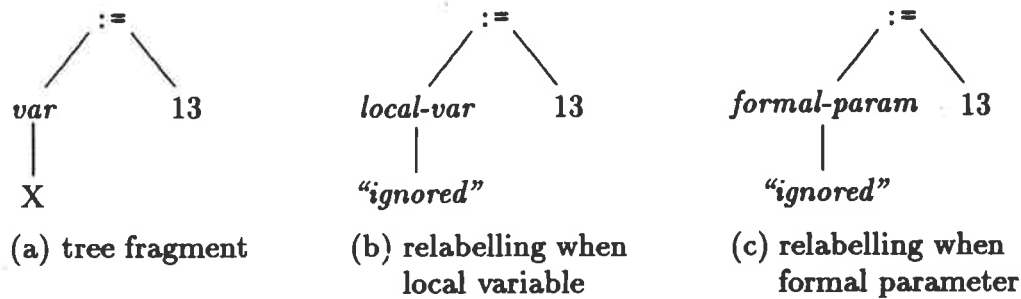 := := :=
var 13 local-var 13 formal-param 13
X "ignored" "ignored"
(a) tree fragment (b) relabelling when (c) relabelling when
local variable formal parameter